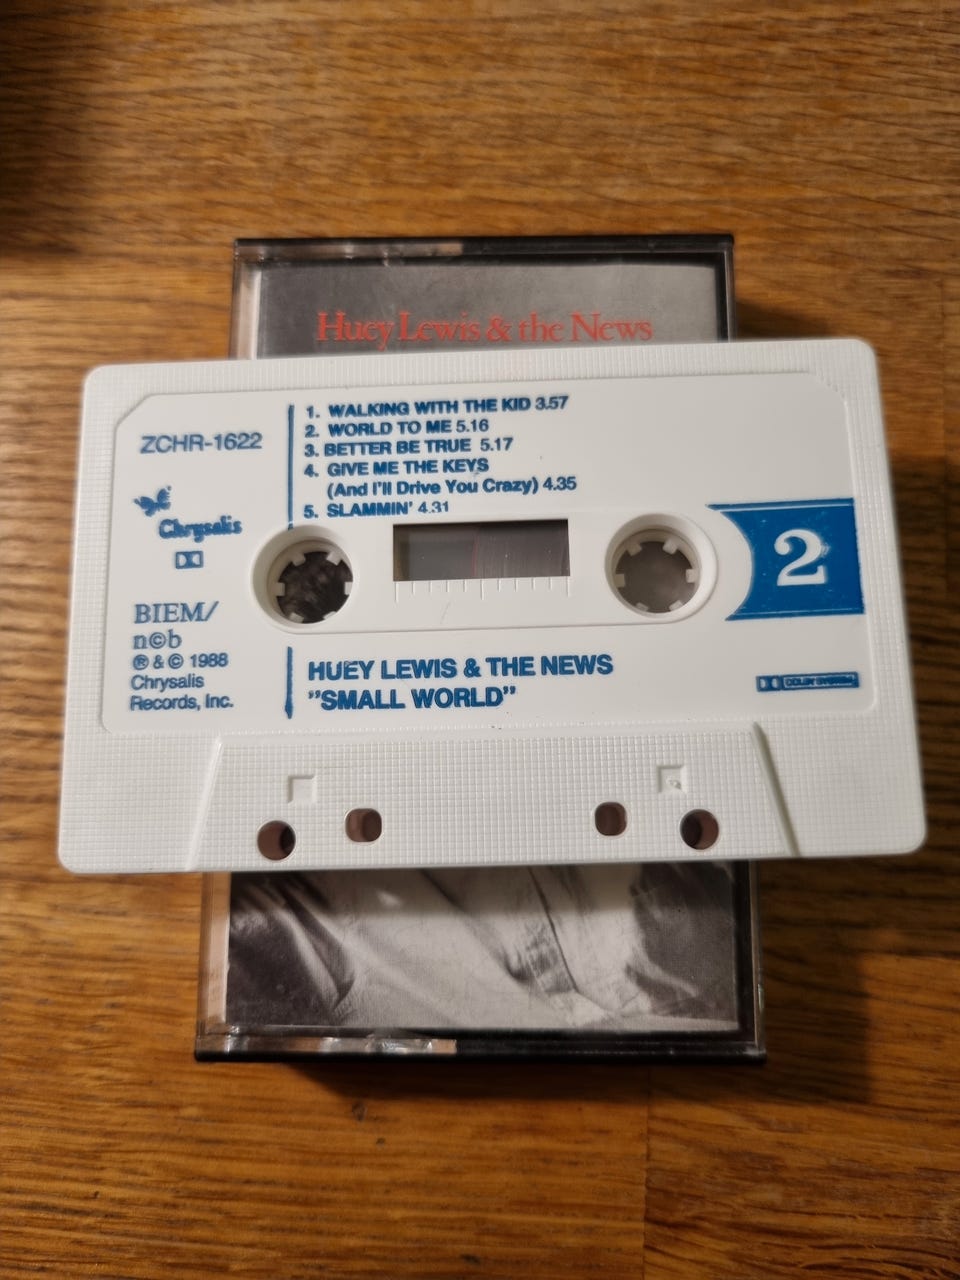 Huey Lewis & the News
ZCHR-1622
Chrysalis
BIEM/
n©b
℗ & © 1988
Chrysalis
Records, Inc.
1. WALKING WITH THE KID 3.57
2. WORLD TO ME 5.16
3. BETTER BE TRUE 5.17
4. GIVE ME THE KEYS
(And I'll Drive You Crazy) 4.35
5. SLAMMIN' 4.31
2
HUEY LEWIS & THE NEWS
"SMALL WORLD"
DOLBY SYSTEM